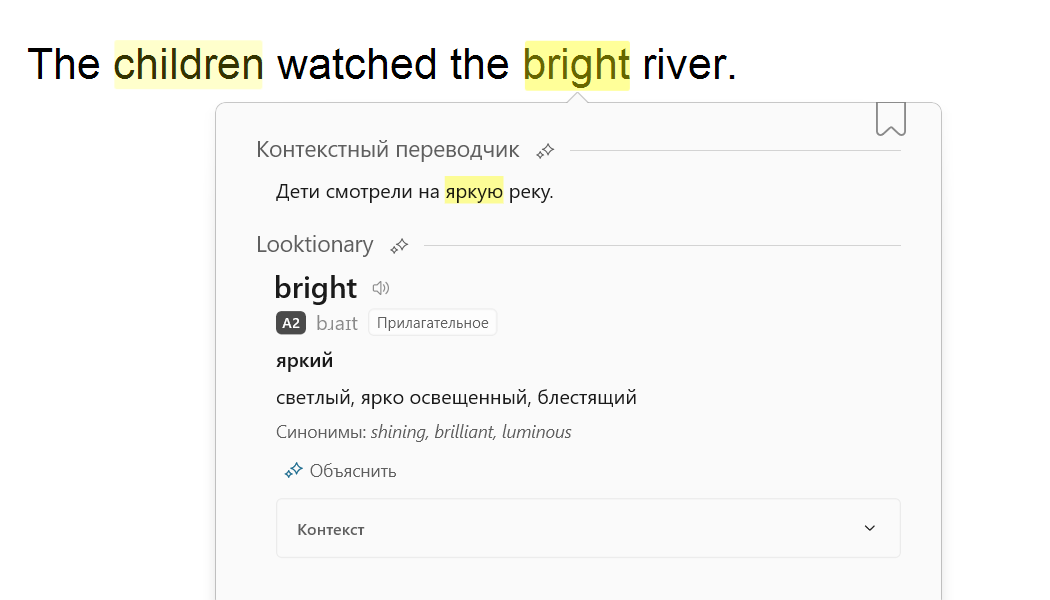 The children watched the bright river.
Контекстный переводчик
Дети смотрели на яркую реку.
Looktionary
bright
A2 bɹaɪt Прилагательное
яркий
светлый, ярко освещенный, блестящий
Синонимы: shining, brilliant, luminous
Объяснить
Контекст